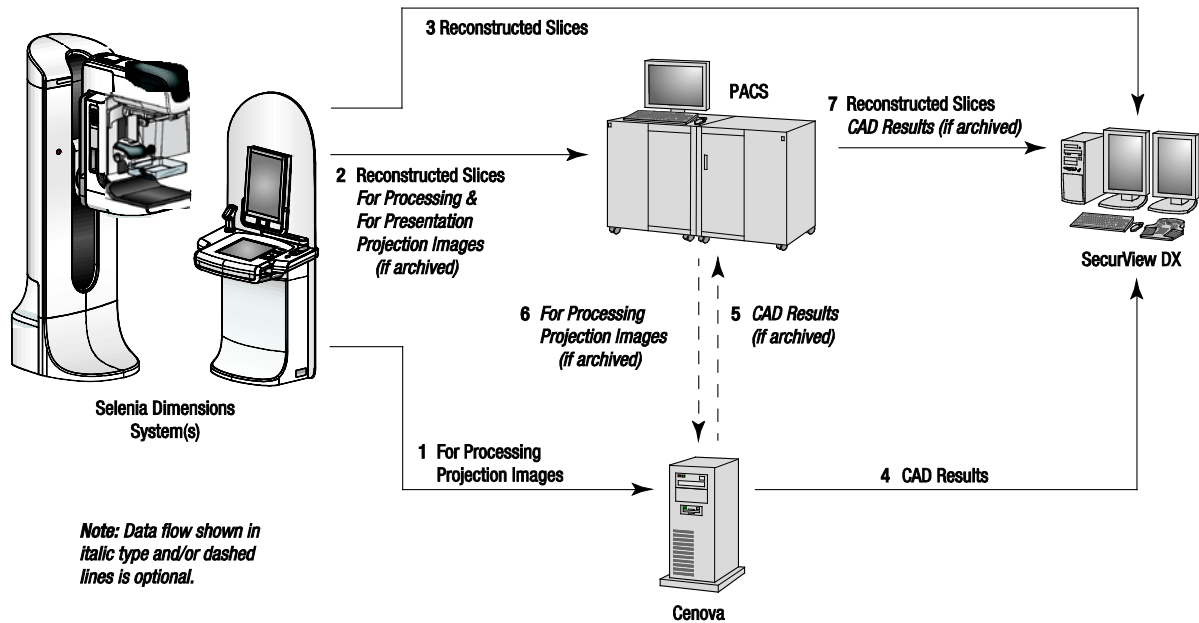 3 Reconstructed Slices
PACS
7 Reconstructed Slices
CAD Results (if archived)
2 Reconstructed Slices
For Processing &
For Presentation
Projection Images
(if archived)
SecurView DX
6 For Processing
Projection Images
(if archived)
5 CAD Results
(if archived)
Selenia Dimensions
System(s)
1 For Processing
Projection Images
4 CAD Results
Note: Data flow shown in
italic type and/or dashed
lines is optional.
Cenova